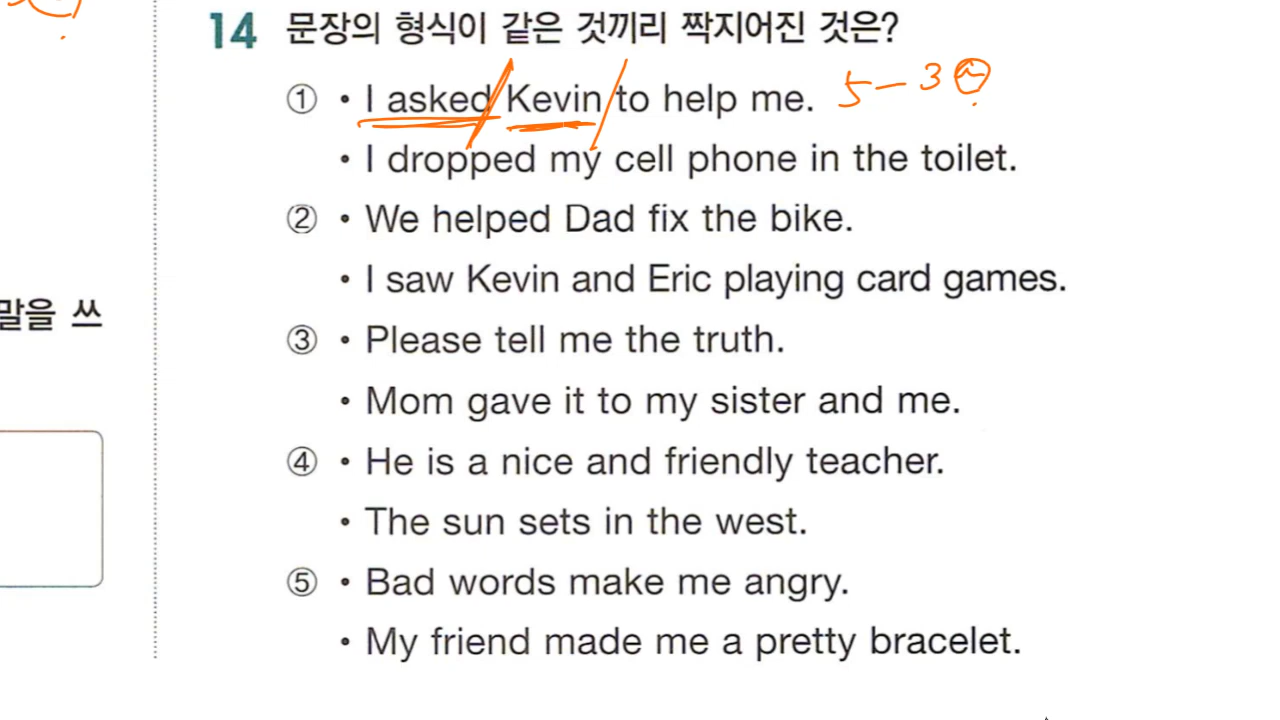 14 문장의 형식이 같은 것끼리 짝지어진 것은?
① • I asked Kevin to help me. 5-3
• I dropped my cell phone in the toilet.
② • We helped Dad fix the bike.
• I saw Kevin and Eric playing card games.
말을 쓰
③ • Please tell me the truth.
• Mom gave it to my sister and me.
④ • He is a nice and friendly teacher.
• The sun sets in the west.
⑤ • Bad words make me angry.
• My friend made me a pretty bracelet.